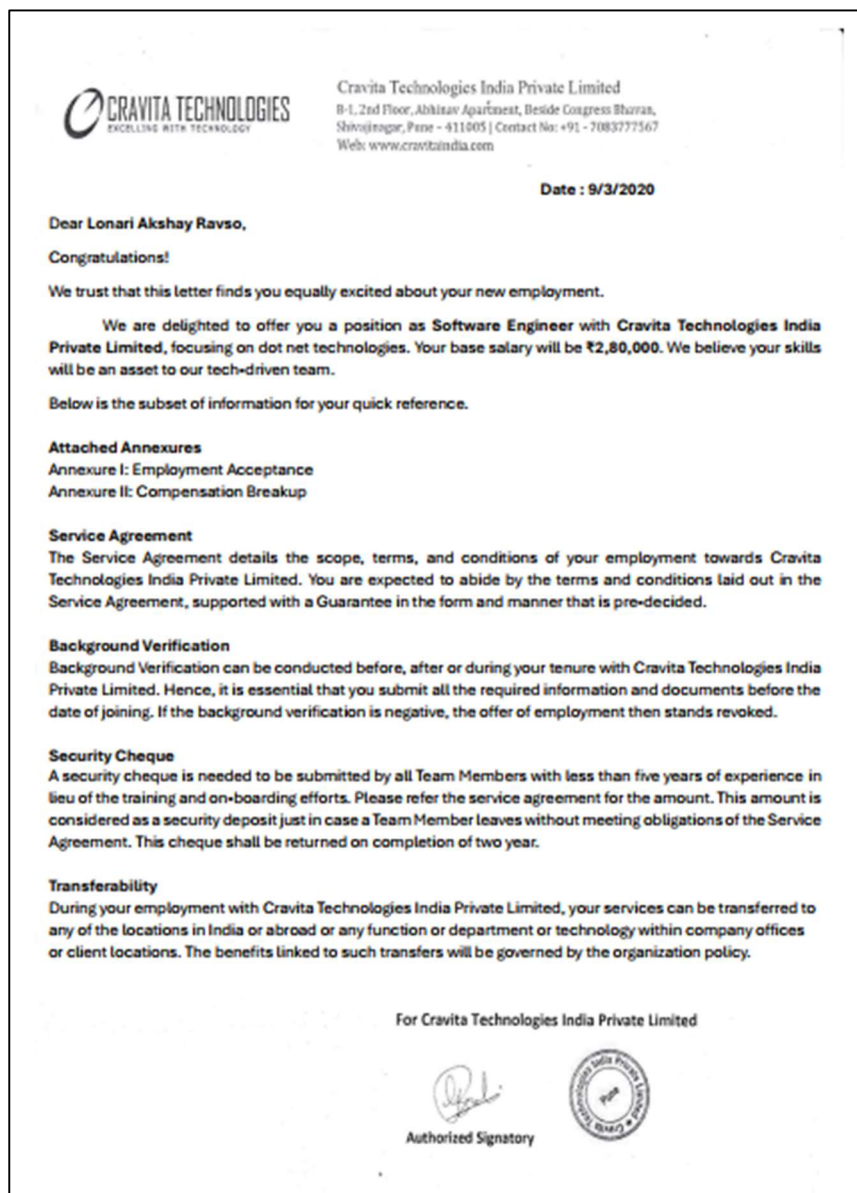 CRAVITA TECHNOLOGIES
EXCELLING WITH TECHNOLOGY
Cravita Technologies India Private Limited
B-1, 2nd Floor, Abhinav Apartment, Beside Congress Bhavan,
Shivajinagar, Pune - 411005 | Contact No: +91 - 7083777567
Web: www.cravitaindia.com
Date : 9/3/2020
Dear Lonari Akshay Ravso,
Congratulations!
We trust that this letter finds you equally excited about your new employment.
We are delighted to offer you a position as Software Engineer with Cravita Technologies India
Private Limited, focusing on dot net technologies. Your base salary will be ₹2,80,000. We believe your skills
will be an asset to our tech-driven team.
Below is the subset of information for your quick reference.
Attached Annexures
Annexure I: Employment Acceptance
Annexure II: Compensation Breakup
Service Agreement
The Service Agreement details the scope, terms, and conditions of your employment towards Cravita
Technologies India Private Limited. You are expected to abide by the terms and conditions laid out in the
Service Agreement, supported with a Guarantee in the form and manner that is pre-decided.
Background Verification
Background Verification can be conducted before, after or during your tenure with Cravita Technologies India
Private Limited. Hence, it is essential that you submit all the required information and documents before the
date of joining. If the background verification is negative, the offer of employment then stands revoked.
Security Cheque
A security cheque is needed to be submitted by all Team Members with less than five years of experience in
lieu of the training and on-boarding efforts. Please refer the service agreement for the amount. This amount is
considered as a security deposit just in case a Team Member leaves without meeting obligations of the Service
Agreement. This cheque shall be returned on completion of two year.
Transferability
During your employment with Cravita Technologies India Private Limited, your services can be transferred to
any of the locations in India or abroad or any function or department or technology within company offices
or client locations. The benefits linked to such transfers will be governed by the organization policy.
For Cravita Technologies India Private Limited
Cravita Technologies India Private Limited
Pune
Authorized Signatory